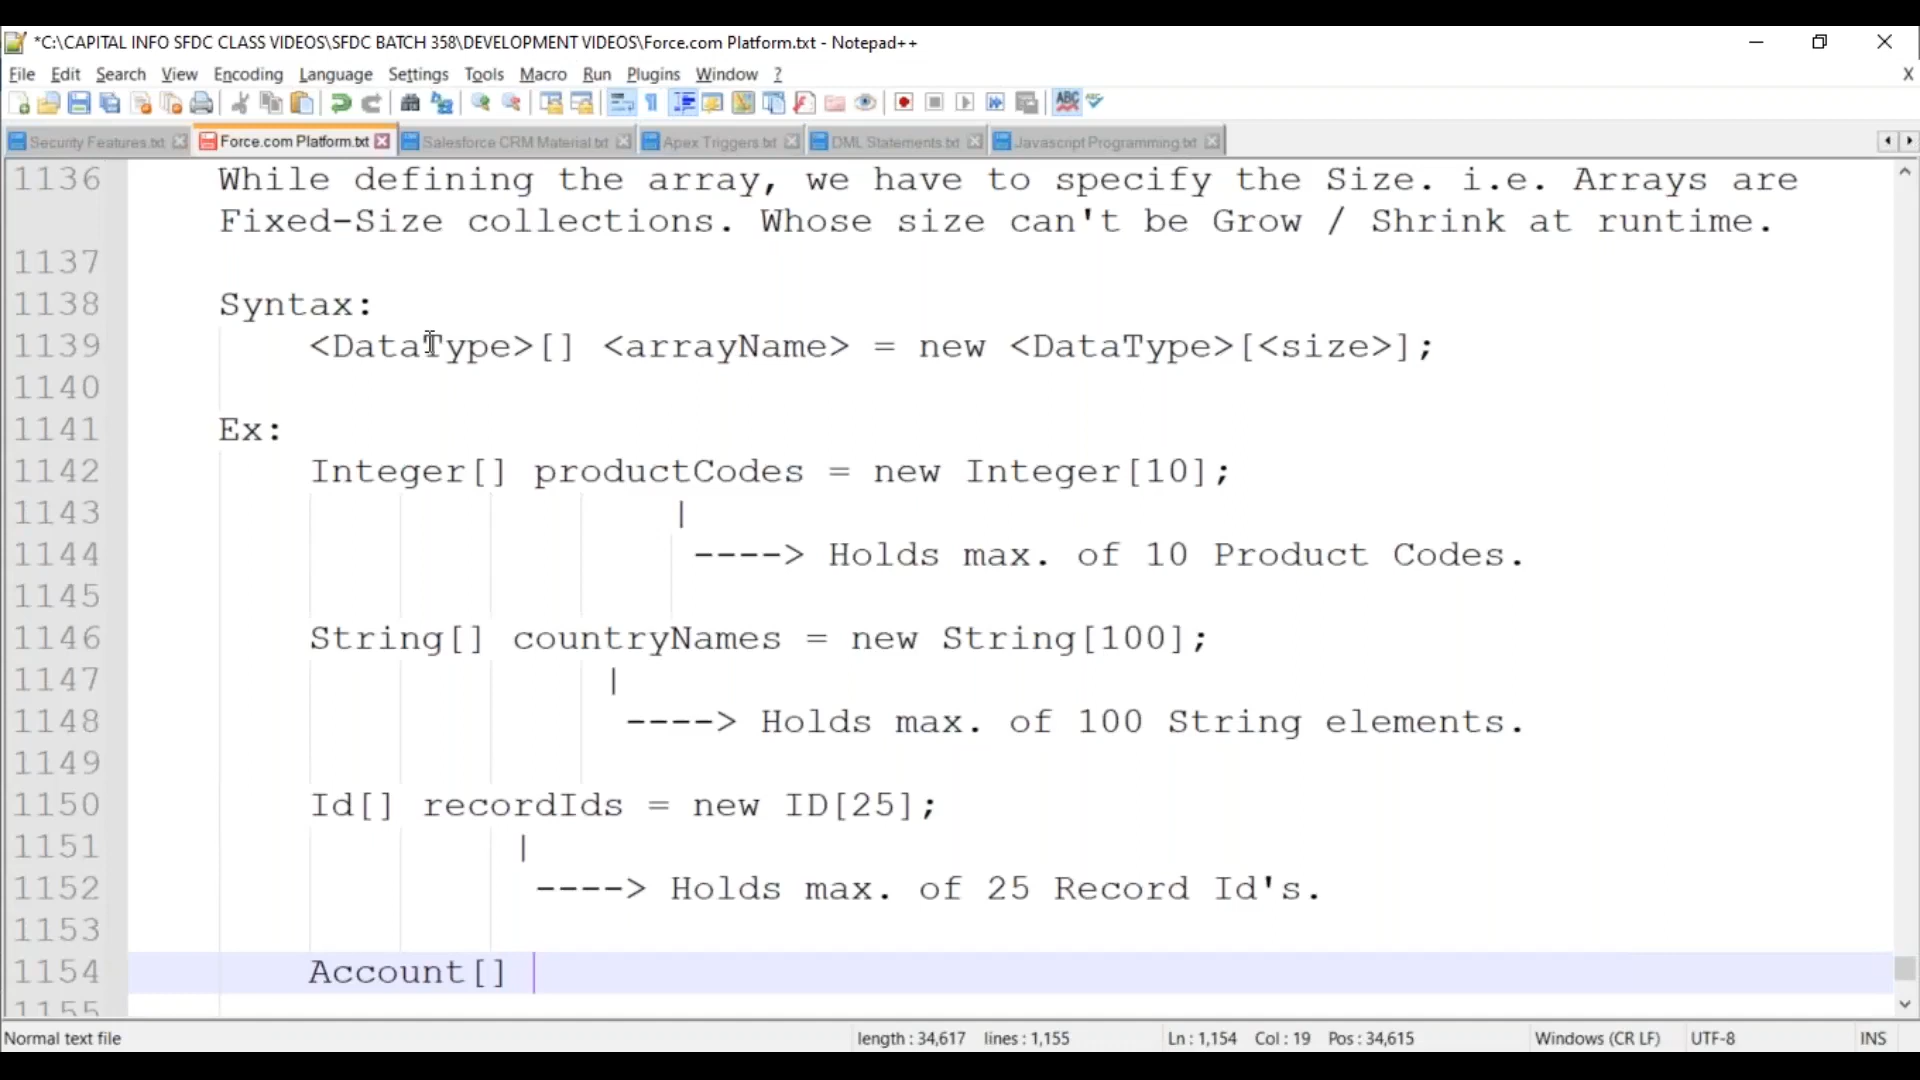 *C:\CAPITAL INFO SFDC CLASS VIDEOS\SFDC BATCH 358\DEVELOPMENT VIDEOS\Force.com Platform.txt - Notepad++
File Edit Search View Encoding Language Settings Tools Macro Run Plugins Window ? X
Security Features.txt Force.com Platform.txt Salesforce CRM Material.txt Apex Triggers.txt DML Statements.txt Javascript Programming.txt
1136 While defining the array, we have to specify the Size. i.e. Arrays are
Fixed-Size collections. Whose size can't be Grow / Shrink at runtime.
1137
1138 Syntax:
1139 <DataType>[] <arrayName> = new <DataType>[<size>];
1140
1141 Ex:
1142 Integer[] productCodes = new Integer[10];
1143 |
1144 ----> Holds max. of 10 Product Codes.
1145
1146 String[] countryNames = new String[100];
1147 |
1148 ----> Holds max. of 100 String elements.
1149
1150 Id[] recordIds = new ID[25];
1151 |
1152 ----> Holds max. of 25 Record Id's.
1153
1154 Account[]
1155
Normal text file length : 34,617 lines : 1,155 Ln : 1,154 Col : 19 Pos : 34,615 Windows (CR LF) UTF-8 INS